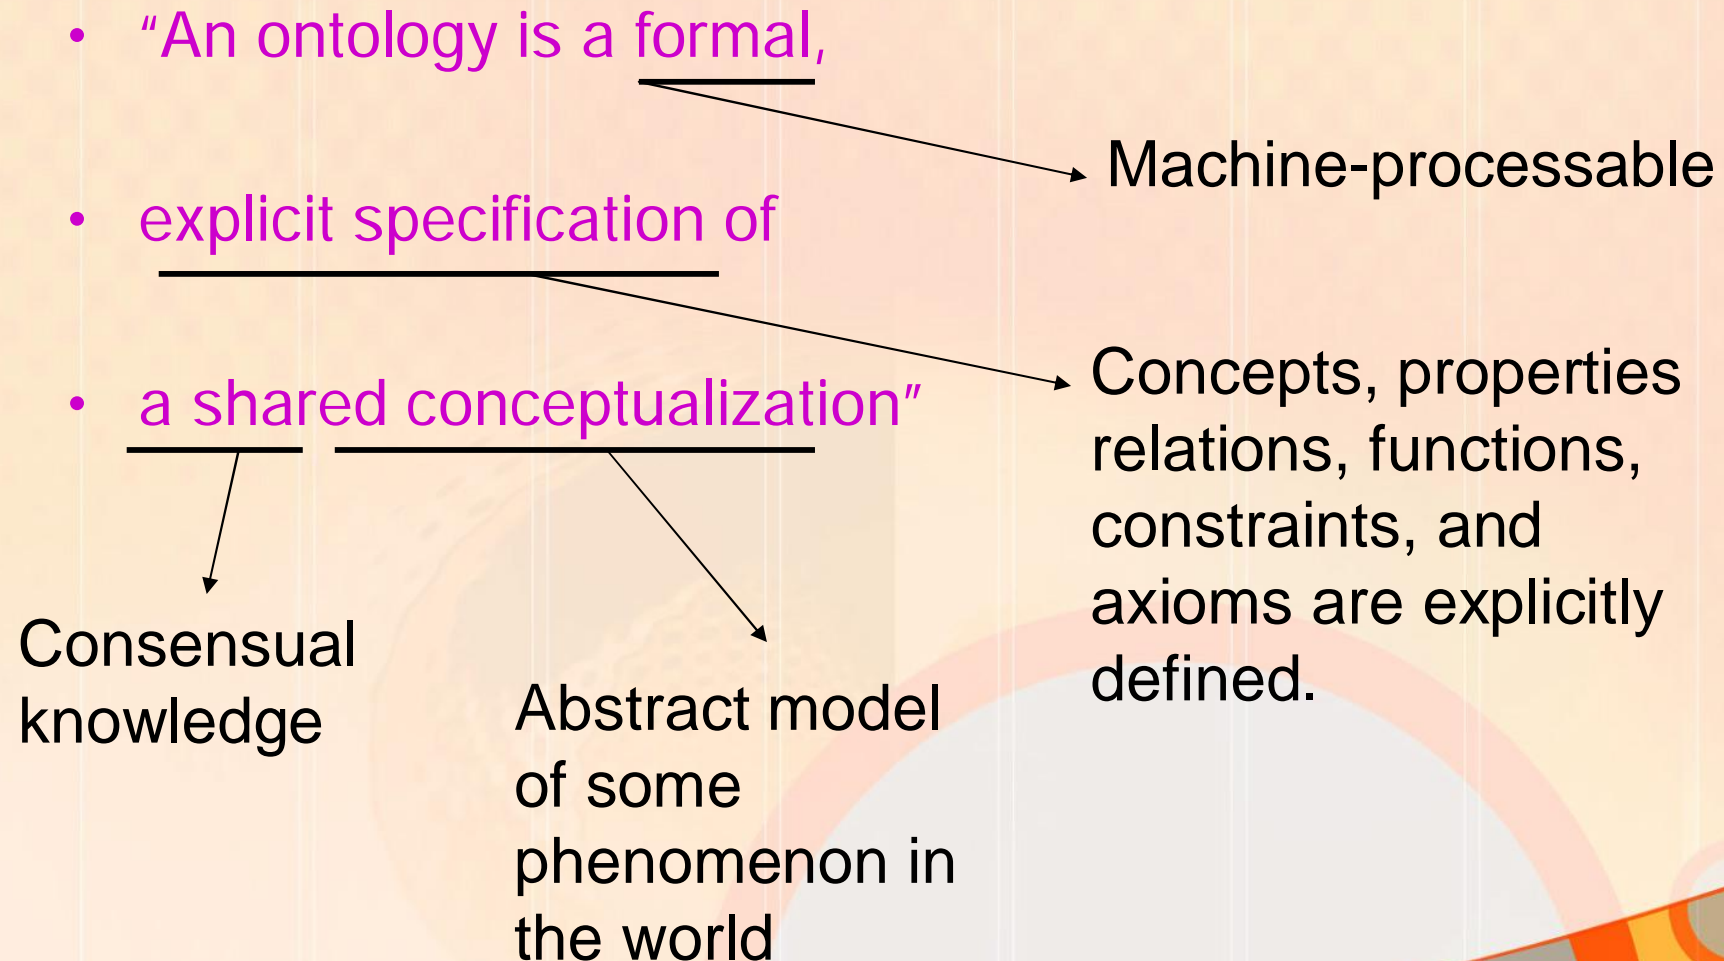 • “An ontology is a formal,
Machine-processable
• explicit specification of
Concepts, properties
relations, functions,
constraints, and
axioms are explicitly
defined.
• a shared conceptualization”
Consensual
knowledge
Abstract model
of some
phenomenon in
the world